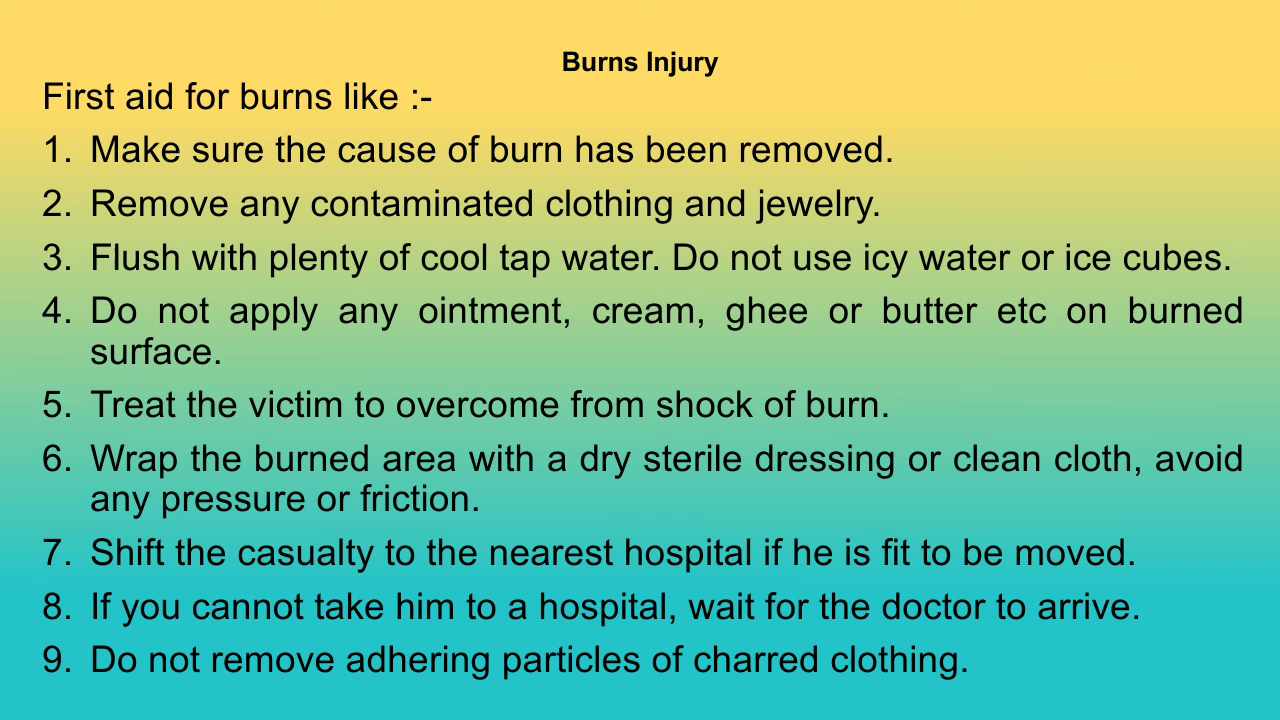 Burns Injury
First aid for burns like :-
1. Make sure the cause of burn has been removed.
2. Remove any contaminated clothing and jewelry.
3. Flush with plenty of cool tap water. Do not use icy water or ice cubes.
4. Do not apply any ointment, cream, ghee or butter etc on burned
surface.
5. Treat the victim to overcome from shock of burn.
6. Wrap the burned area with a dry sterile dressing or clean cloth, avoid
any pressure or friction.
7. Shift the casualty to the nearest hospital if he is fit to be moved.
8. If you cannot take him to a hospital, wait for the doctor to arrive.
9. Do not remove adhering particles of charred clothing.